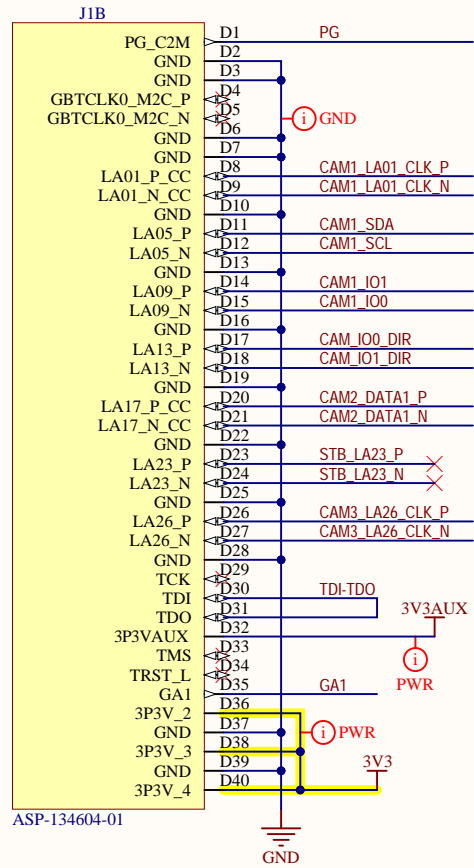 J1B
PG_C2M D1 PG
GND D2
GND D3
GBTCLK0_M2C_P D4
GBTCLK0_M2C_N D5
i GND
GND D6
GND D7
LA01_P_CC D8 CAM1_LA01_CLK_P
LA01_N_CC D9 CAM1_LA01_CLK_N
GND D10
LA05_P D11 CAM1_SDA
LA05_N D12 CAM1_SCL
GND D13
LA09_P D14 CAM1_IO1
LA09_N D15 CAM1_IO0
GND D16
LA13_P D17 CAM_IO0_DIR
LA13_N D18 CAM_IO1_DIR
GND D19
LA17_P_CC D20 CAM2_DATA1_P
LA17_N_CC D21 CAM2_DATA1_N
GND D22
LA23_P D23 STB_LA23_P
LA23_N D24 STB_LA23_N
GND D25
LA26_P D26 CAM3_LA26_CLK_P
LA26_N D27 CAM3_LA26_CLK_N
GND D28
TCK D29
TDI D30 TDI-TDO
TDO D31
3P3VAUX D32 3V3AUX
TMS D33
i PWR
TRST_L D34
GA1 D35 GA1
3P3V_2 D36
GND D37
i PWR
3P3V_3 D38
GND D39
3P3V_4 D40 3V3
ASP-134604-01
GND